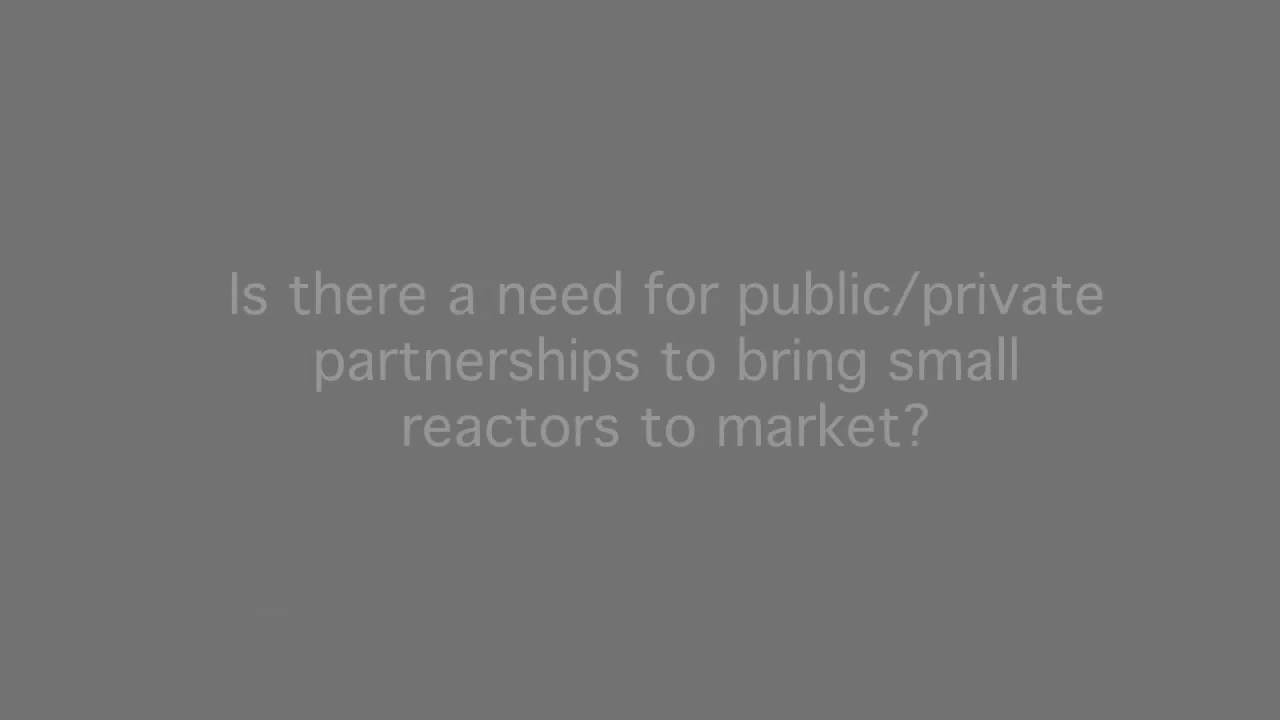 Is there a need for public/private
partnerships to bring small
reactors to market?